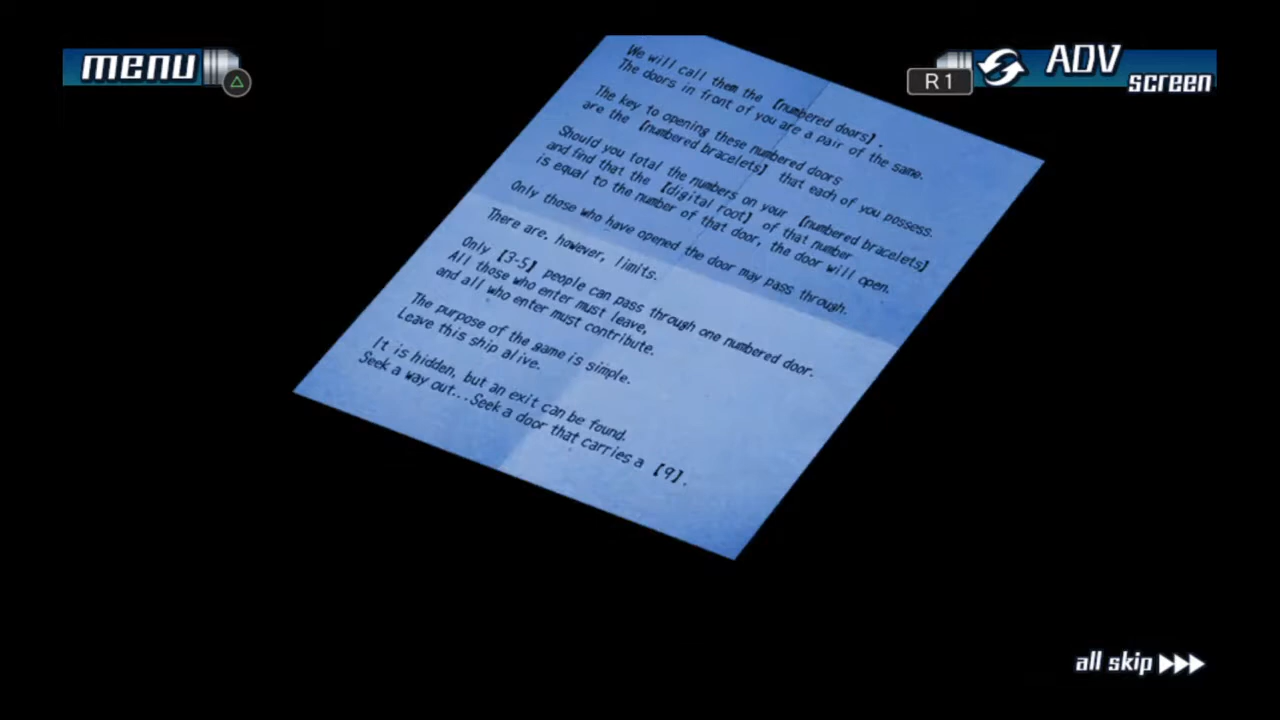 menu
R1
ADV
screen
We will call them the [numbered doors].
The doors in front of you are a pair of the same.
The key to opening these numbered doors
are the [numbered bracelets] that each of you possess.
Should you total the numbers on your [numbered bracelets]
and find that the [digital root] of that number
is equal to the number of that door, the door will open.
Only those who have opened the door may pass through.
There are, however, limits.
Only [3-5] people can pass through one numbered door.
All those who enter must leave,
and all who enter must contribute.
The purpose of the game is simple.
Leave this ship alive.
It is hidden, but an exit can be found.
Seek a way out...Seek a door that carries a [9].
all skip